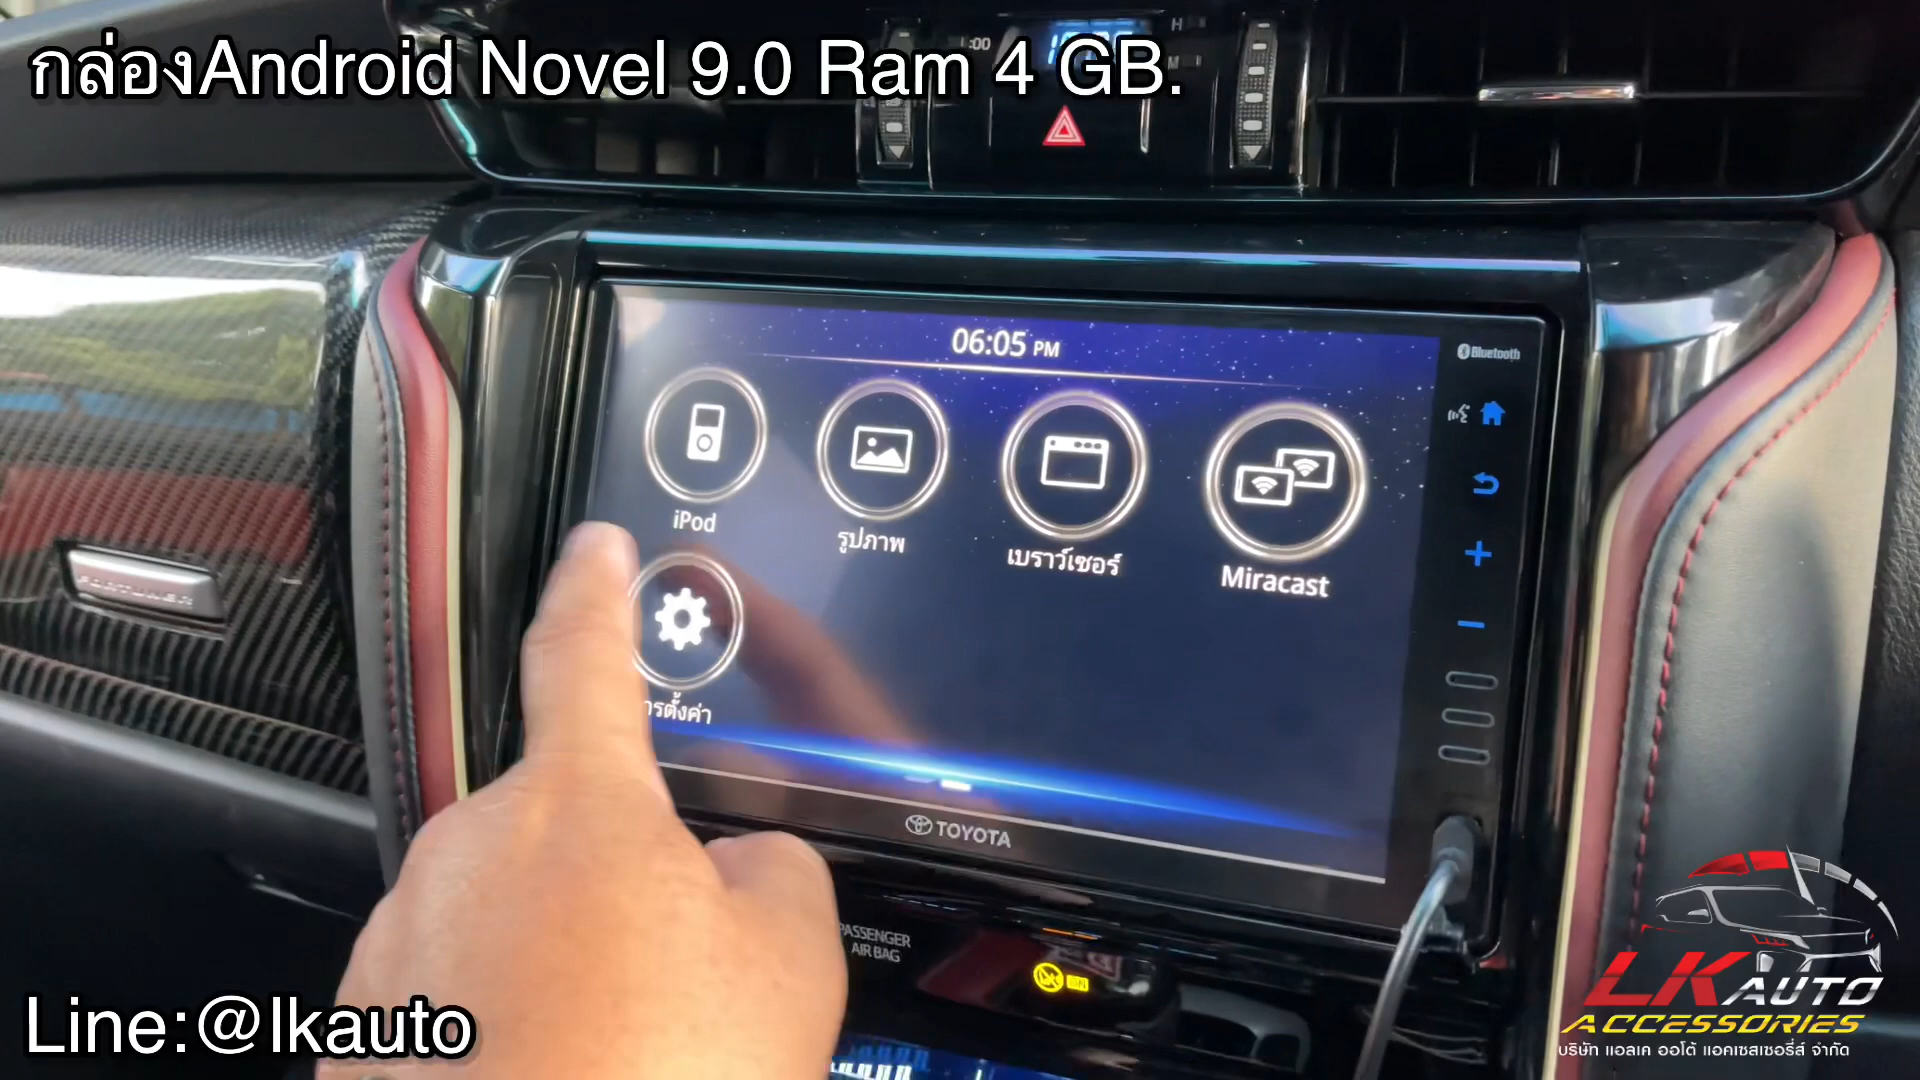 กล่องAndroid Novel 9.0 Ram 4 GB.
06:05 PM
Bluetooth
iPod
รูปภาพ
เบราว์เซอร์
Miracast
การตั้งค่า
FORTUNER
TOYOTA
PASSENGER
AIR BAG
ON
Line:@lkauto
LK AUTO
ACCESSORIES
บริษัท แอลเค ออโต้ แอคเซสเซอรี่ส์ จำกัด